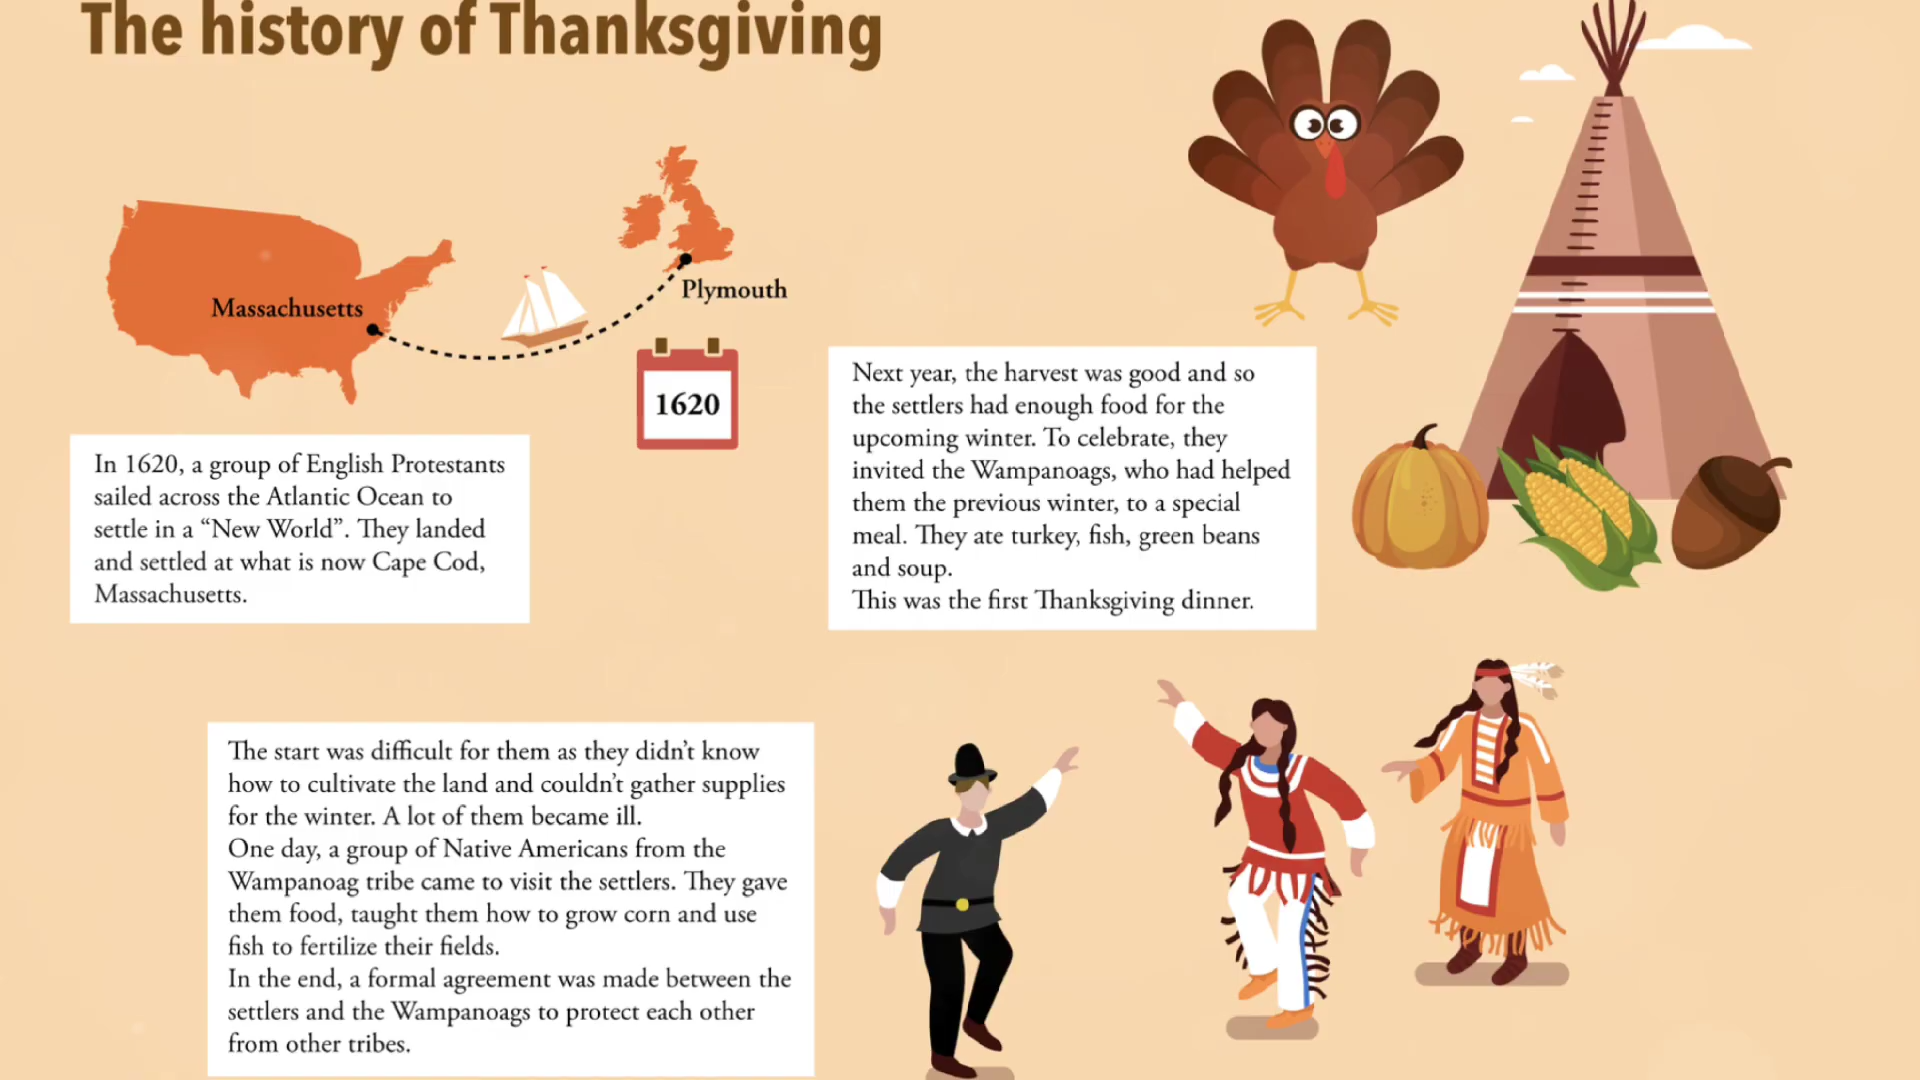 The history of Thanksgiving
Massachusetts
Plymouth
1620
In 1620, a group of English Protestants
sailed across the Atlantic Ocean to
settle in a “New World”. They landed
and settled at what is now Cape Cod,
Massachusetts.
The start was difficult for them as they didn’t know
how to cultivate the land and couldn’t gather supplies
for the winter. A lot of them became ill.
One day, a group of Native Americans from the
Wampanoag tribe came to visit the settlers. They gave
them food, taught them how to grow corn and use
fish to fertilize their fields.
In the end, a formal agreement was made between the
settlers and the Wampanoags to protect each other
from other tribes.
Next year, the harvest was good and so
the settlers had enough food for the
upcoming winter. To celebrate, they
invited the Wampanoags, who had helped
them the previous winter, to a special
meal. They ate turkey, fish, green beans
and soup.
This was the first Thanksgiving dinner.